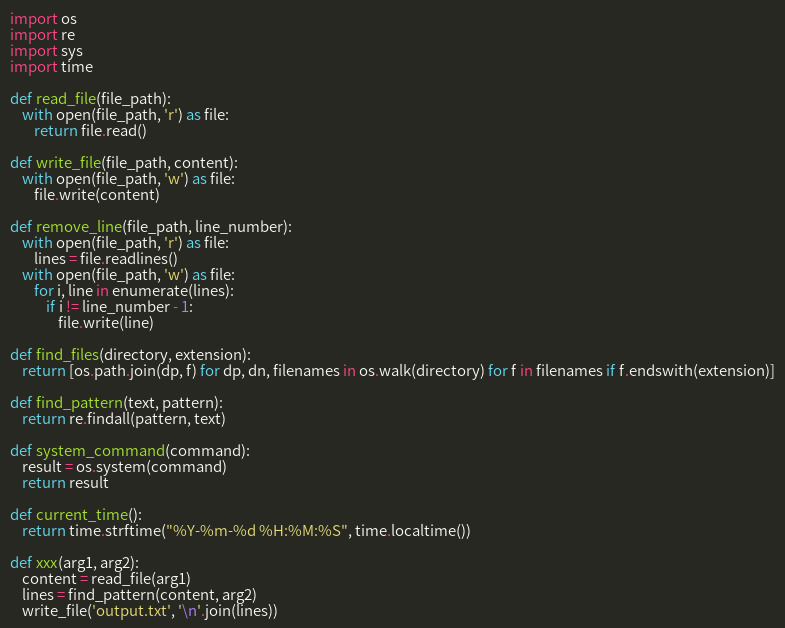 import os
import re
import sys
import time

def read_file(file_path):
    with open(file_path, 'r') as file:
        return file.read()

def write_file(file_path, content):
    with open(file_path, 'w') as file:
        file.write(content)

def remove_line(file_path, line_number):
    with open(file_path, 'r') as file:
        lines = file.readlines()
    with open(file_path, 'w') as file:
        for i, line in enumerate(lines):
            if i != line_number - 1:
                file.write(line)

def find_files(directory, extension):
    return [os.path.join(dp, f) for dp, dn, filenames in os.walk(directory) for f in filenames if f.endswith(extension)]

def find_pattern(text, pattern):
    return re.findall(pattern, text)

def system_command(command):
    result = os.system(command)
    return result

def current_time():
    return time.strftime("%Y-%m-%d %H:%M:%S", time.localtime())

def xxx(arg1, arg2):
    content = read_file(arg1)
    lines = find_pattern(content, arg2)
    write_file('output.txt', '\n'.join(lines))